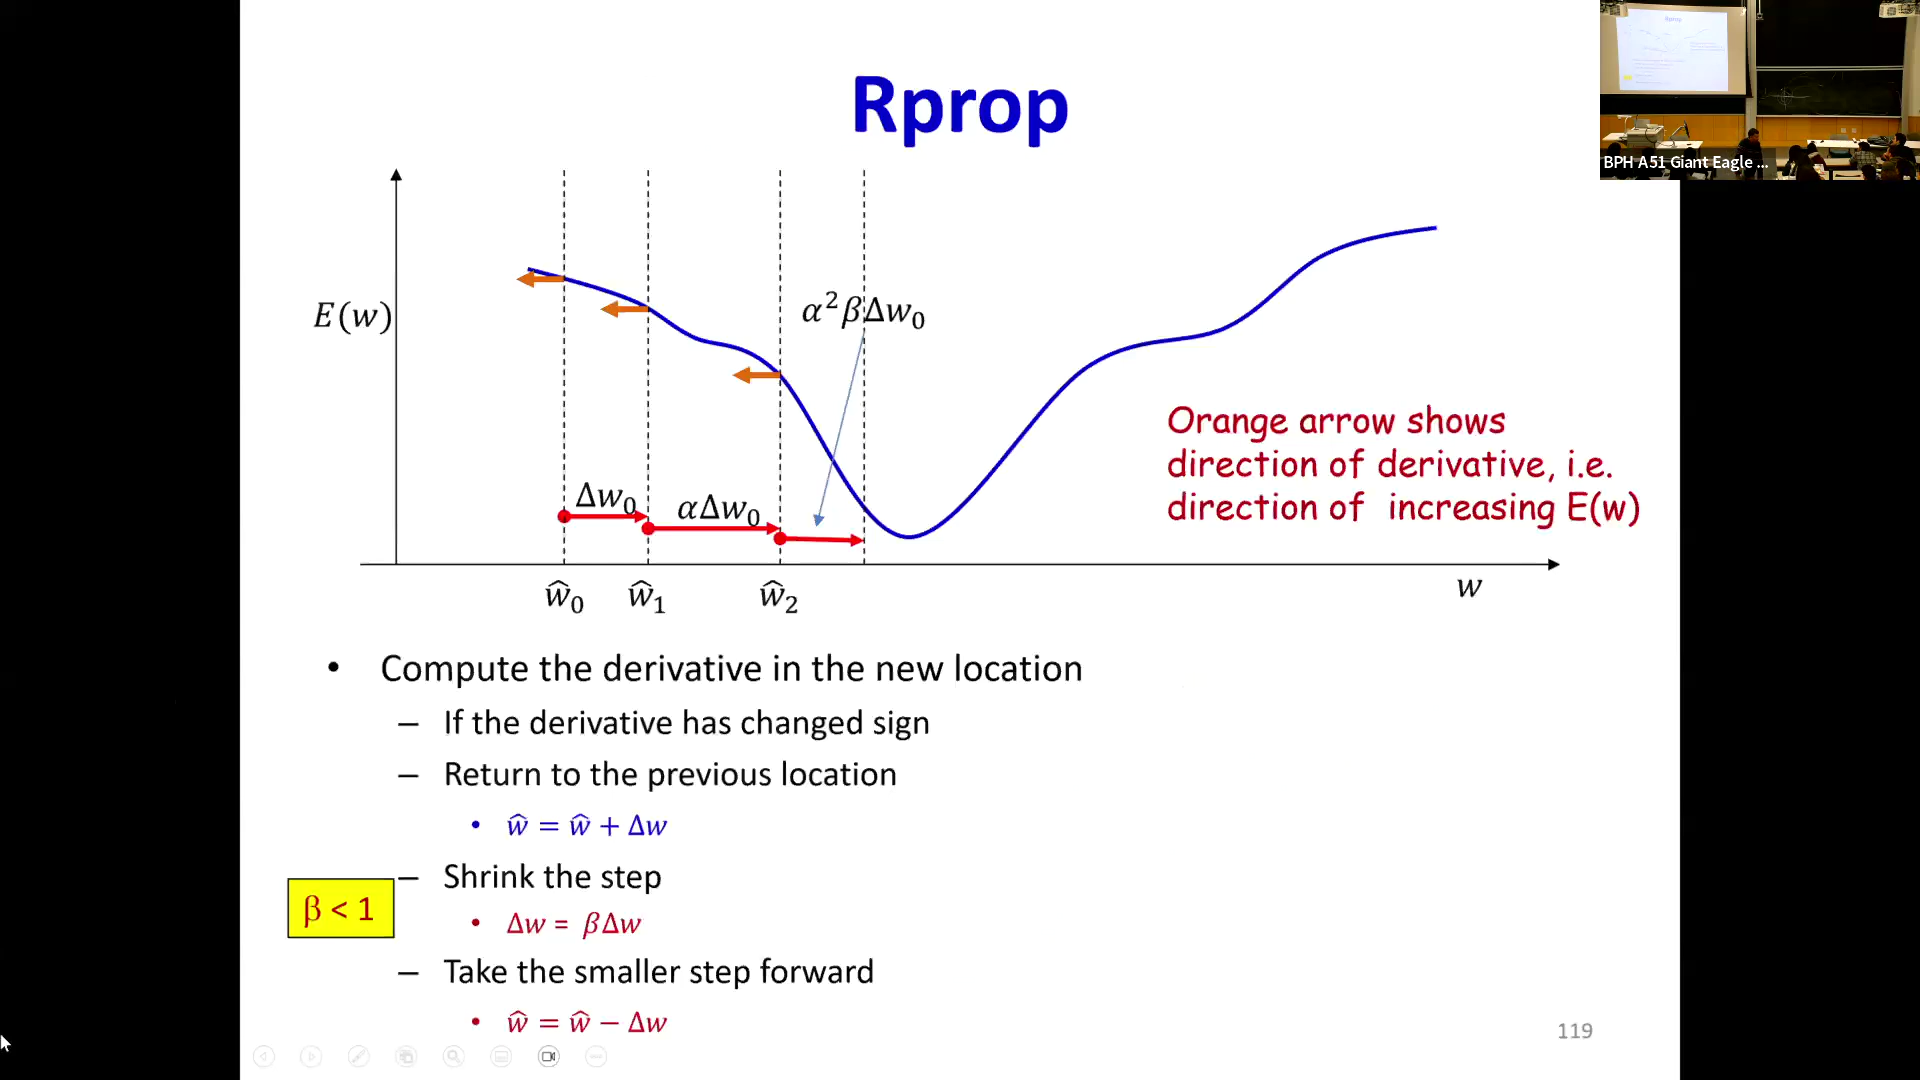 Rprop
BPH A51 Giant Eagle ...
E(w)
α²βΔw₀
Orange arrow shows
direction of derivative, i.e.
direction of increasing E(w)
Δw₀
αΔw₀
ŵ₀
ŵ₁
ŵ₂
w
• Compute the derivative in the new location
– If the derivative has changed sign
– Return to the previous location
• ŵ = ŵ + Δw
– Shrink the step
β < 1
• Δw = βΔw
– Take the smaller step forward
• ŵ = ŵ − Δw
119